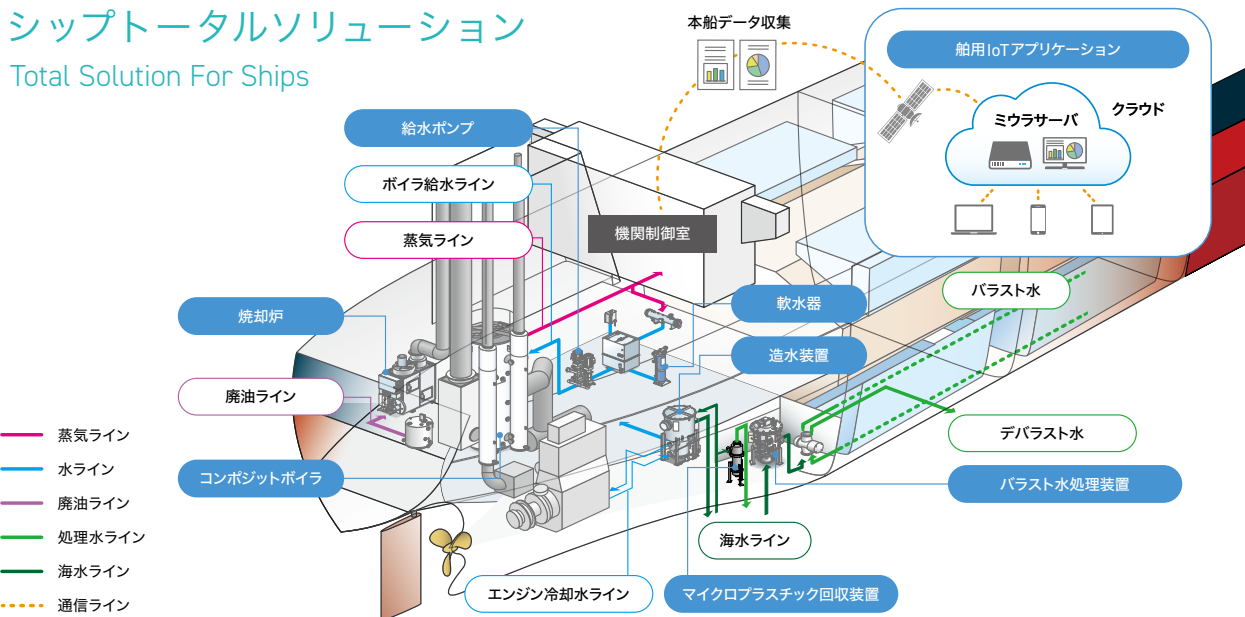 シップトータルソリューション
Total Solution For Ships
本船データ収集
舶用IoTアプリケーション
クラウド
ミウラサーバ
給水ポンプ
ボイラ給水ライン
蒸気ライン
機関制御室
焼却炉
軟水器
バラスト水
造水装置
廃油ライン
デバラスト水
コンポジットボイラ
バラスト水処理装置
海水ライン
エンジン冷却水ライン
マイクロプラスチック回収装置
蒸気ライン
水ライン
廃油ライン
処理水ライン
海水ライン
通信ライン